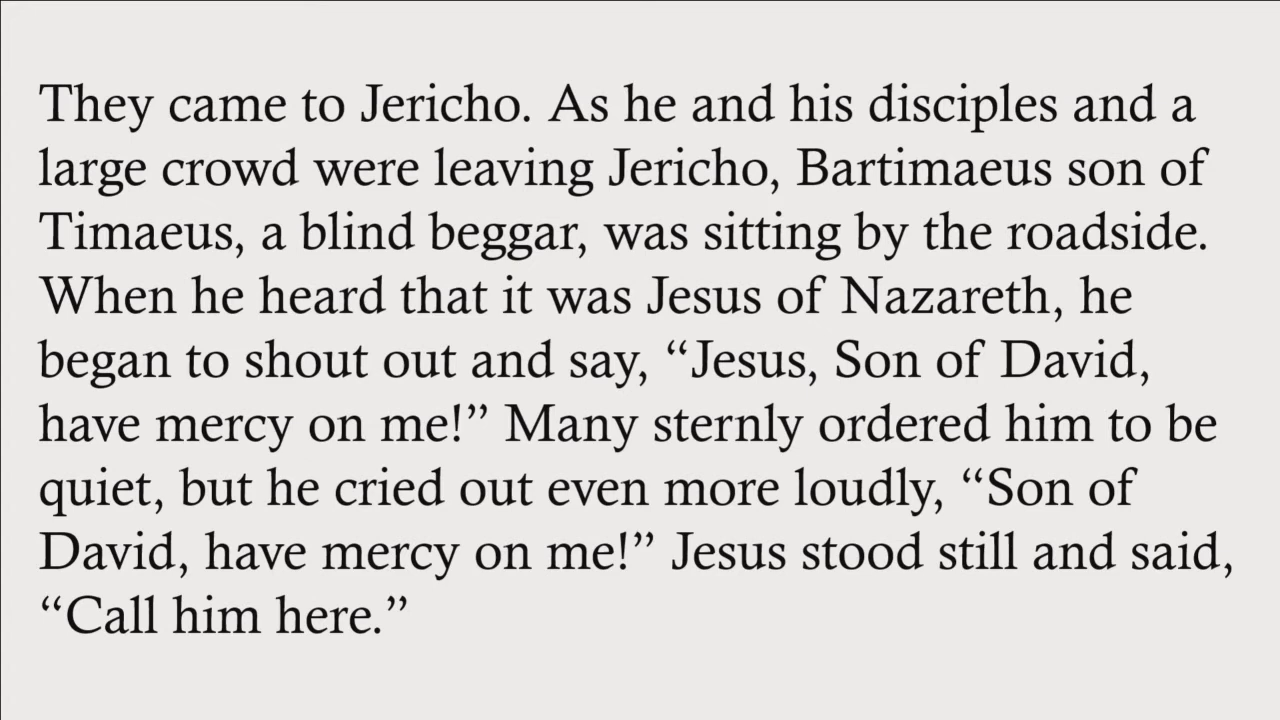 They came to Jericho. As he and his disciples and a
large crowd were leaving Jericho, Bartimaeus son of
Timaeus, a blind beggar, was sitting by the roadside.
When he heard that it was Jesus of Nazareth, he
began to shout out and say, “Jesus, Son of David,
have mercy on me!” Many sternly ordered him to be
quiet, but he cried out even more loudly, “Son of
David, have mercy on me!” Jesus stood still and said,
“Call him here.”